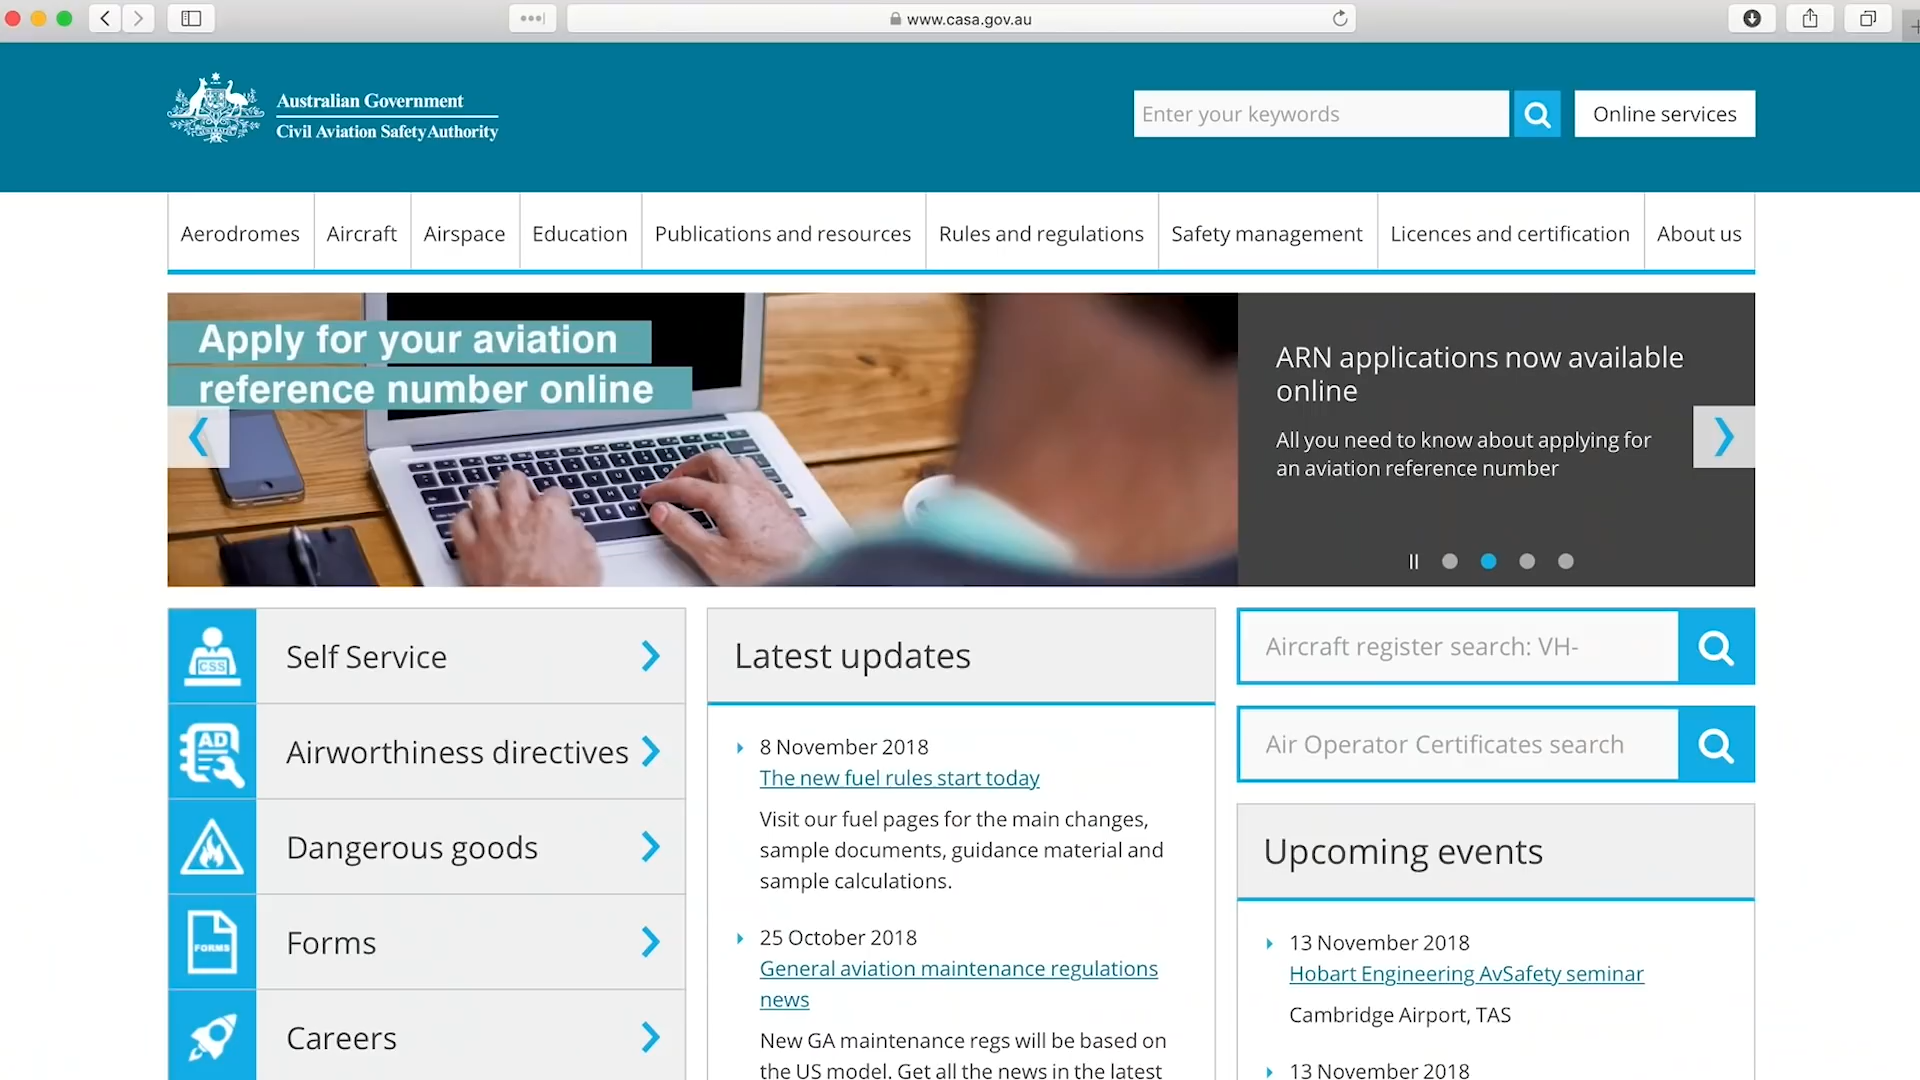 www.casa.gov.au
Australian Government
Civil Aviation Safety Authority
Enter your keywords
Online services
Aerodromes
Aircraft
Airspace
Education
Publications and resources
Rules and regulations
Safety management
Licences and certification
About us
Apply for your aviation
reference number online
ARN applications now available
online
All you need to know about applying for
an aviation reference number
CSS
Self Service
AD
Airworthiness directives
Dangerous goods
FORMS
Forms
Careers
Latest updates
8 November 2018
The new fuel rules start today
Visit our fuel pages for the main changes,
sample documents, guidance material and
sample calculations.
25 October 2018
General aviation maintenance regulations
news
New GA maintenance regs will be based on
the US model. Get all the news in the latest
Aircraft register search: VH-
Air Operator Certificates search
Upcoming events
13 November 2018
Hobart Engineering AvSafety seminar
Cambridge Airport, TAS
13 November 2018